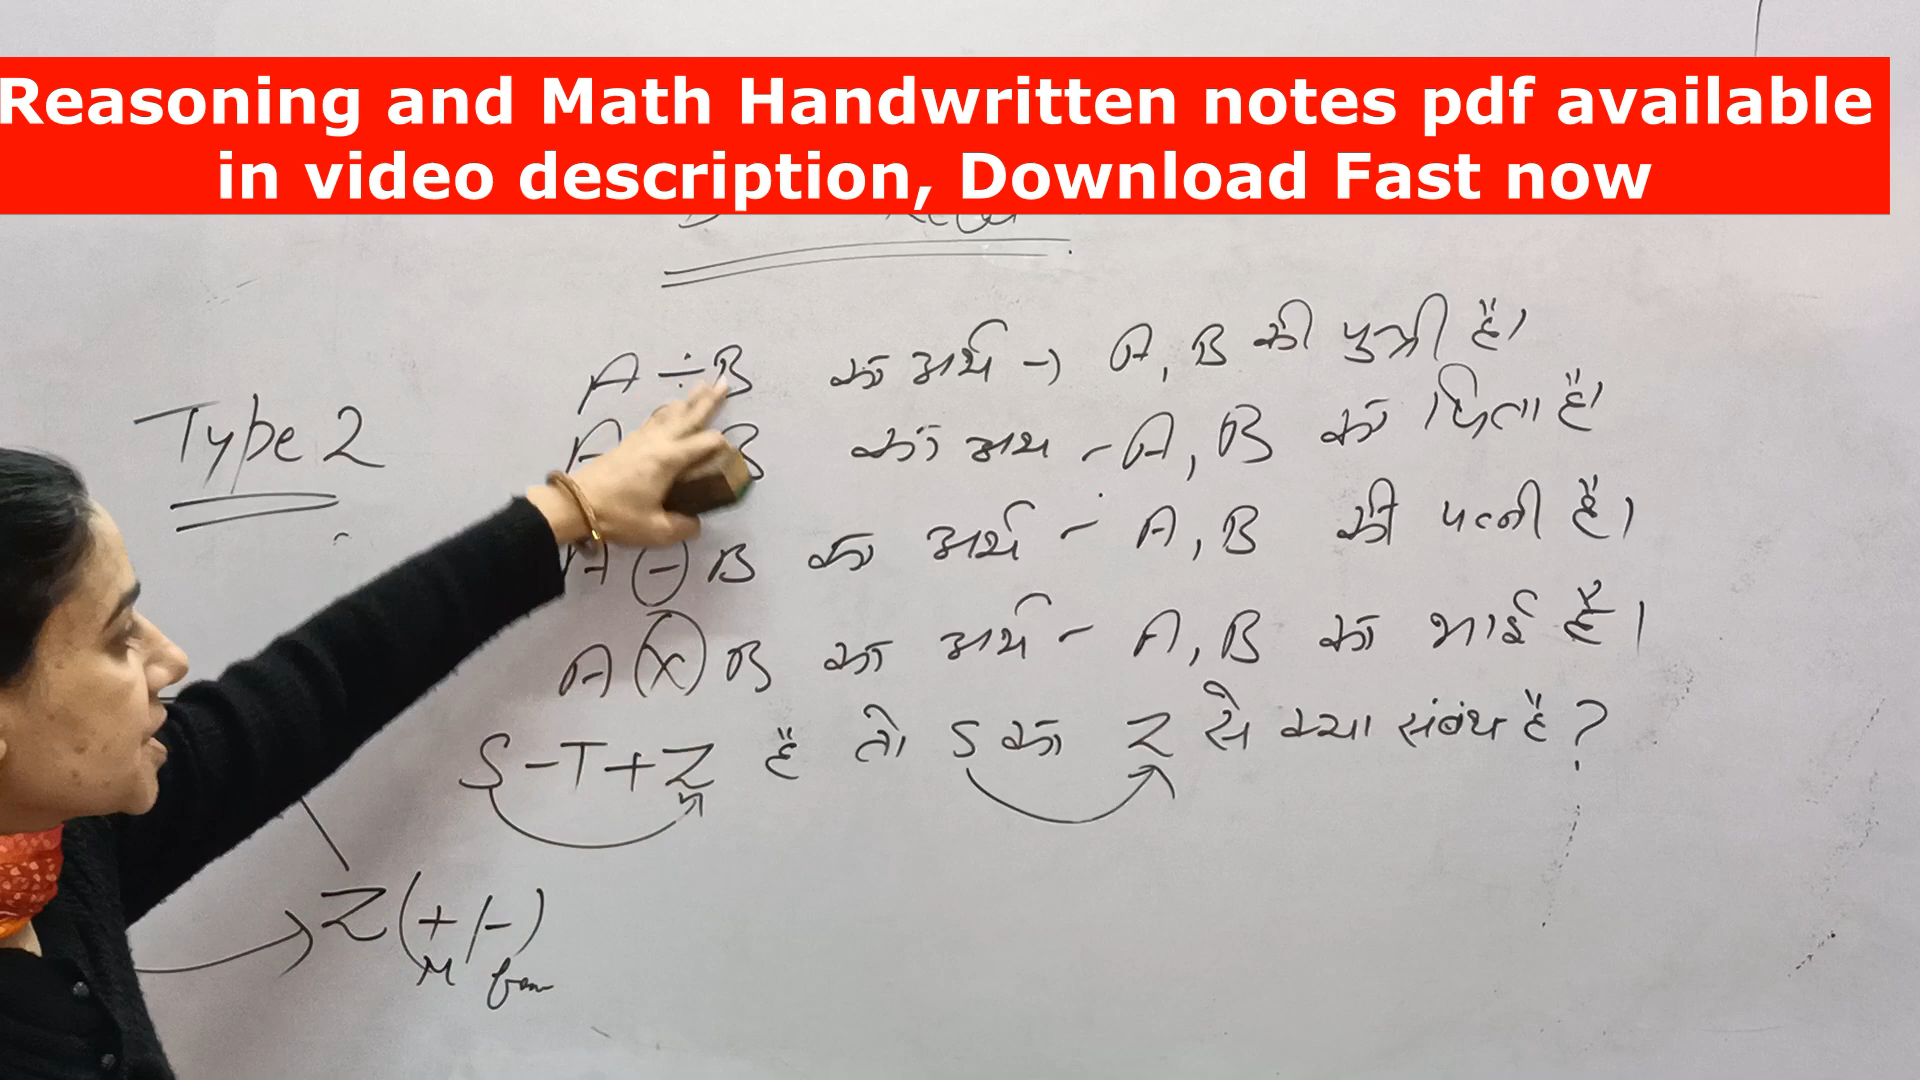 Reasoning and Math Handwritten notes pdf available
in video description, Download Fast now
Type 2
A ÷ B का अर्थ → A, B की पुत्री है।
A B का अर्थ - A, B का पिता है।
A (-) B का अर्थ - A, B की पत्नी है।
A (×) B का अर्थ - A, B का भाई है।
S - T + Z है तो S का Z से क्या संबंध है ?
Z (+/-)
M fem